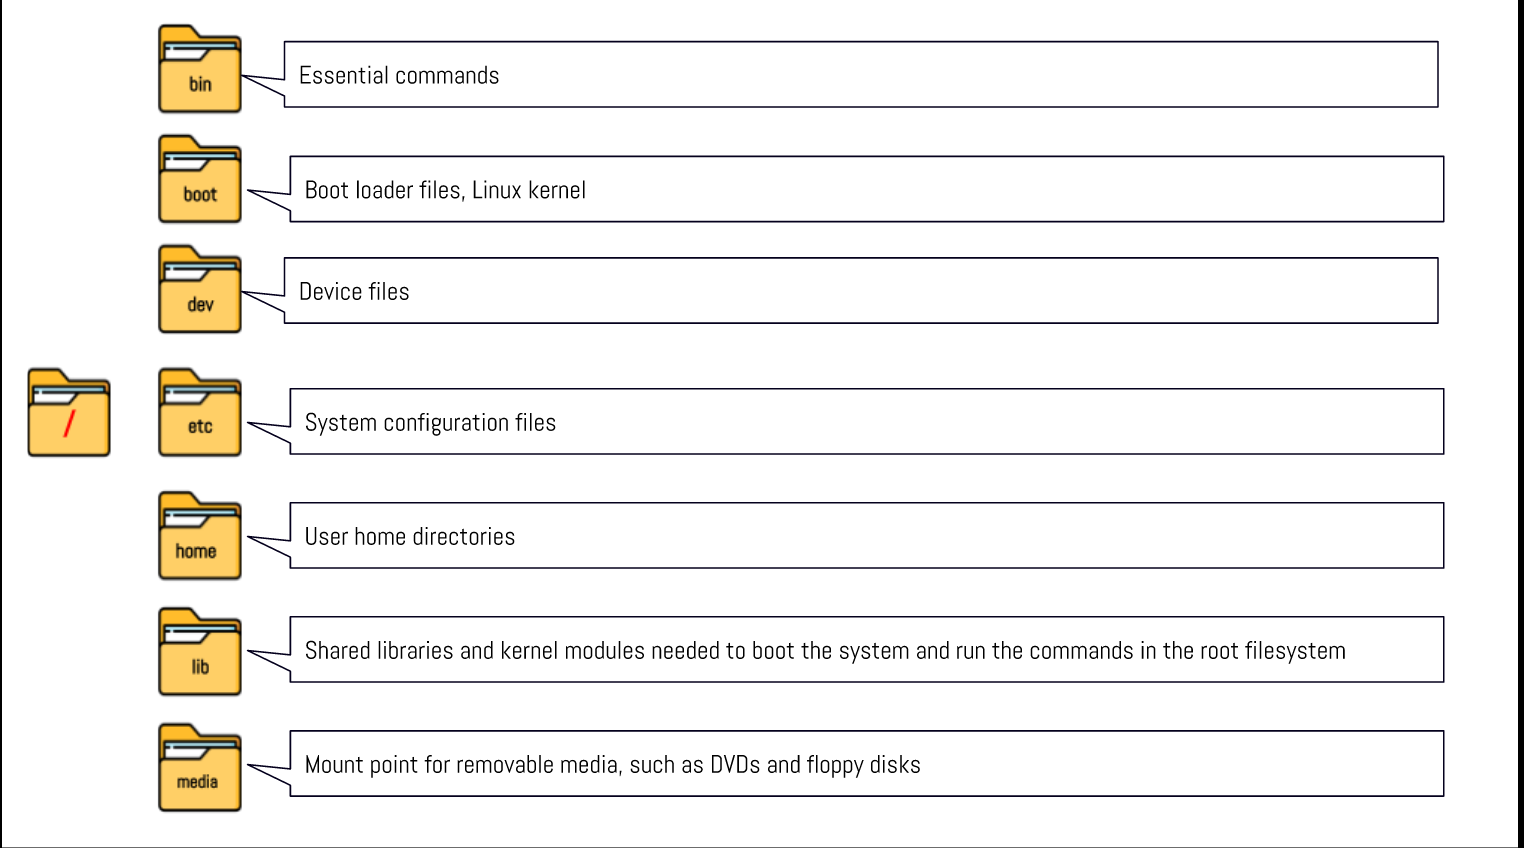 bin
Essential commands
boot
Boot loader files, Linux kernel
dev
Device files
/
etc
System configuration files
home
User home directories
lib
Shared libraries and kernel modules needed to boot the system and run the commands in the root filesystem
media
Mount point for removable media, such as DVDs and floppy disks